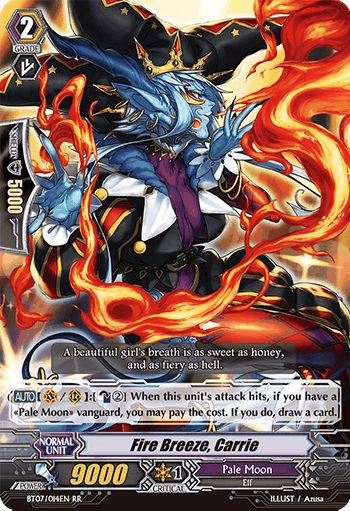 2
GRADE
SHIELD
5000
A beautiful girl's breath is as sweet as honey,
and as fiery as hell.
AUTO [ V / R ]:[ ② ] When this unit's attack hits, if you have a
«Pale Moon» vanguard, you may pay the cost. If you do, draw a card.
NORMAL
UNIT
Fire Breeze, Carrie
POWER
9000
1
CRITICAL
Pale Moon
Elf
BT07/014EN RR
ILLUST / Azusa